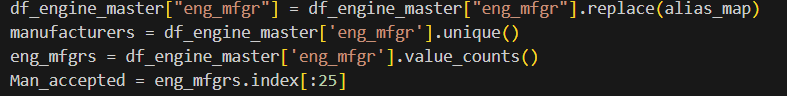 df_engine_master["eng_mfgr"] = df_engine_master["eng_mfgr"].replace(alias_map)
manufacturers = df_engine_master['eng_mfgr'].unique()
eng_mfgrs = df_engine_master['eng_mfgr'].value_counts()
Man_accepted = eng_mfgrs.index[:25]